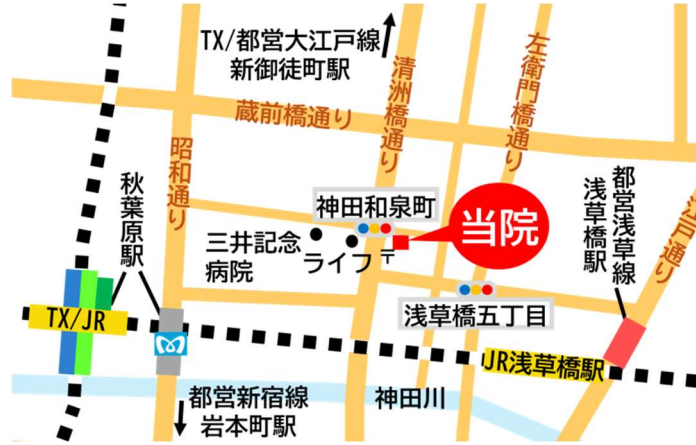 TX/都営大江戸線
新御徒町駅
清洲橋通り
左衛門橋通り
蔵前橋通り
昭和通り
秋葉原駅
神田和泉町
当院
三井記念
病院
ライフ
〒
都営浅草線
浅草橋駅
江戸通り
浅草橋五丁目
TX/JR
JR浅草橋駅
都営新宿線
岩本町駅
神田川